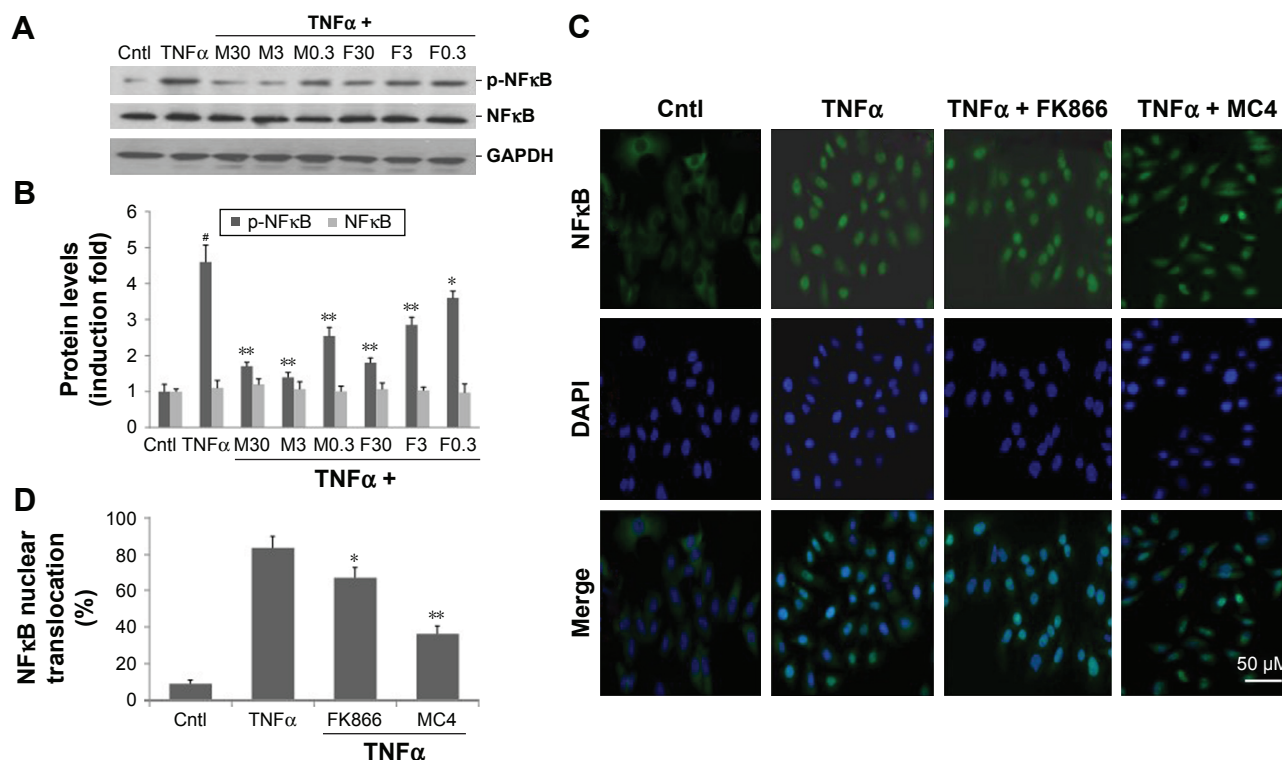 A
TNFα +
Cntl TNFα M30 M3 M0.3 F30 F3 F0.3
p-NFκB
NFκB
GAPDH
B
Protein levels
(induction fold)
6
5
4
3
2
1
0
p-NFκB NFκB
#
**
**
**
**
**
*
Cntl TNFα M30 M3 M0.3 F30 F3 F0.3
TNFα +
D
NFκB nuclear
translocation
(%)
100
80
60
40
20
0
*
**
Cntl TNFα FK866 MC4
TNFα
C
Cntl TNFα TNFα + FK866 TNFα + MC4
NFκB
DAPI
Merge
50 µM